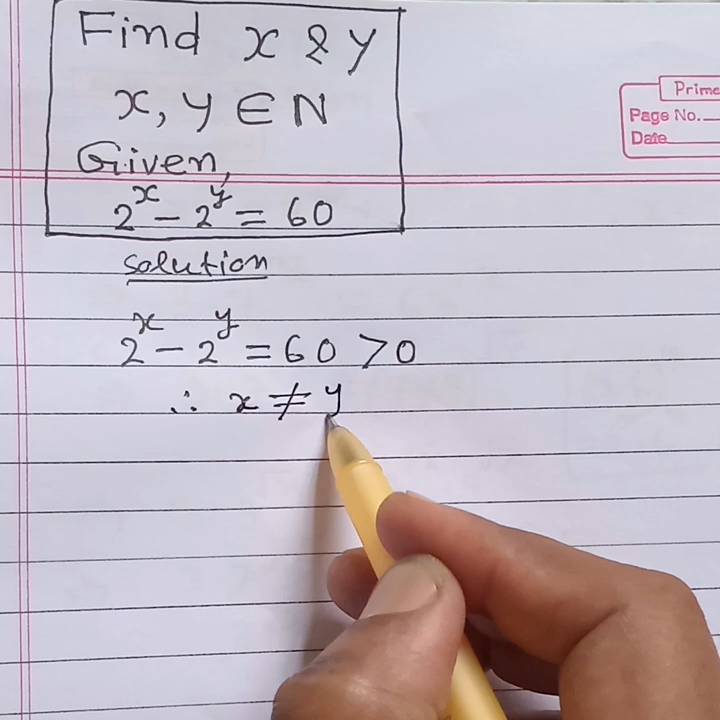 Find x & y
x, y ∈ N
Given,
2^x - 2^y = 60
Prime
Page No.
Date
solution
2^x - 2^y = 60 > 0
∴ x ≠ y